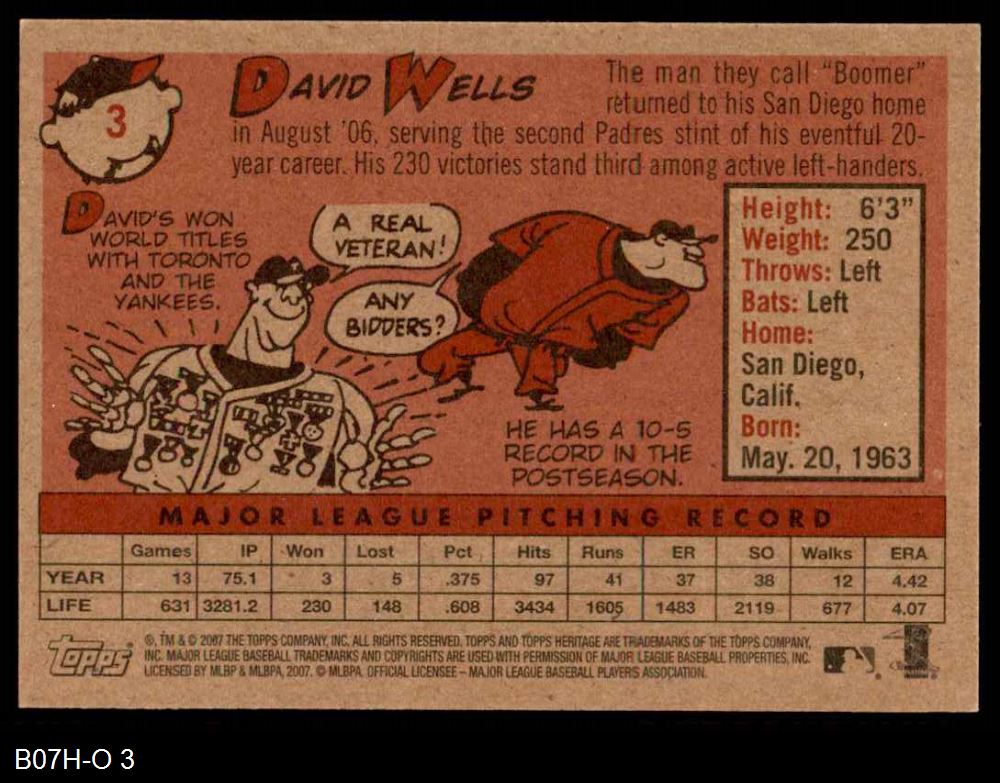 3
DAVID WELLS
The man they call "Boomer"
returned to his San Diego home
in August '06, serving the second Padres stint of his eventful 20-
year career. His 230 victories stand third among active left-handers.
DAVID'S WON
WORLD TITLES
WITH TORONTO
AND THE
YANKEES.
A REAL
VETERAN!
ANY
BIDDERS?
HE HAS A 10-5
RECORD IN THE
POSTSEASON.
Height: 6'3"
Weight: 250
Throws: Left
Bats: Left
Home:
San Diego,
Calif.
Born:
May. 20, 1963
MAJOR LEAGUE PITCHING RECORD
Games IP Won Lost Pct Hits Runs ER SO Walks ERA
YEAR 13 75.1 3 5 .375 97 41 37 38 12 4.42
LIFE 631 3281.2 230 148 .608 3434 1605 1483 2119 677 4.07
Topps
®, TM & © 2007 THE TOPPS COMPANY, INC. ALL RIGHTS RESERVED. TOPPS AND TOPPS HERITAGE ARE TRADEMARKS OF THE TOPPS COMPANY,
INC. MAJOR LEAGUE BASEBALL TRADEMARKS AND COPYRIGHTS ARE USED WITH PERMISSION OF MAJOR LEAGUE BASEBALL PROPERTIES, INC.
LICENSED BY MLBP & MLBPA, 2007. © MLBPA. OFFICIAL LICENSEE – MAJOR LEAGUE BASEBALL PLAYERS ASSOCIATION.
B07H-O 3